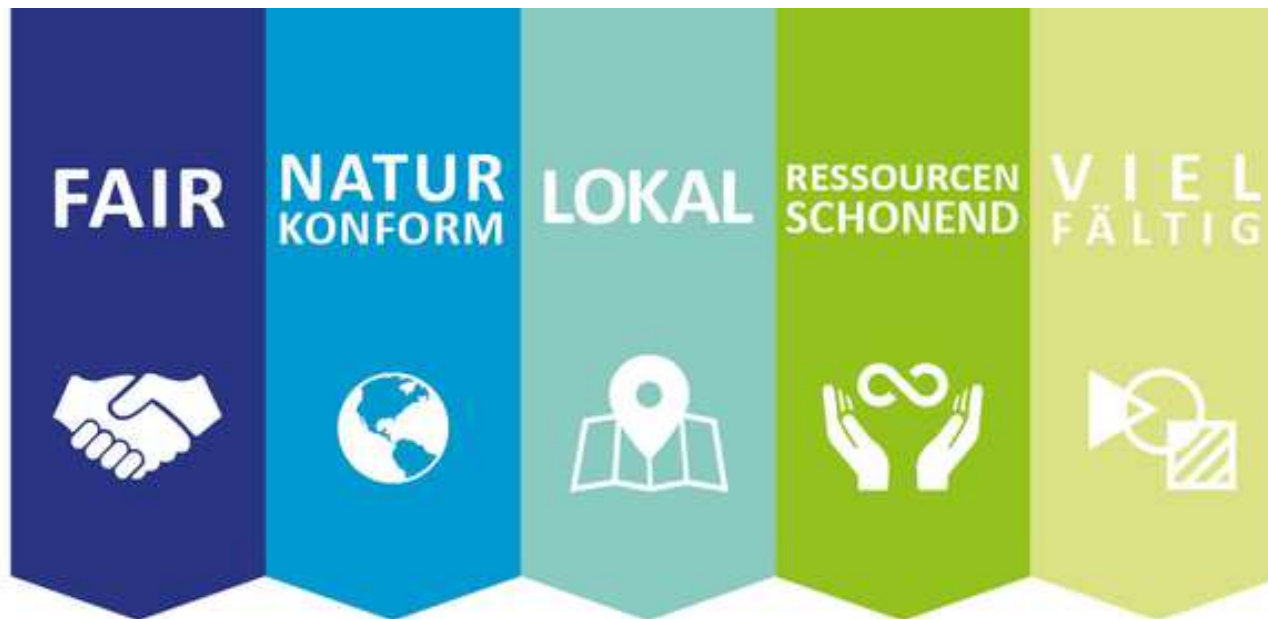 FAIR
NATUR
KONFORM
LOKAL
RESSOURCEN
SCHONEND
VIEL
FÄLTIG